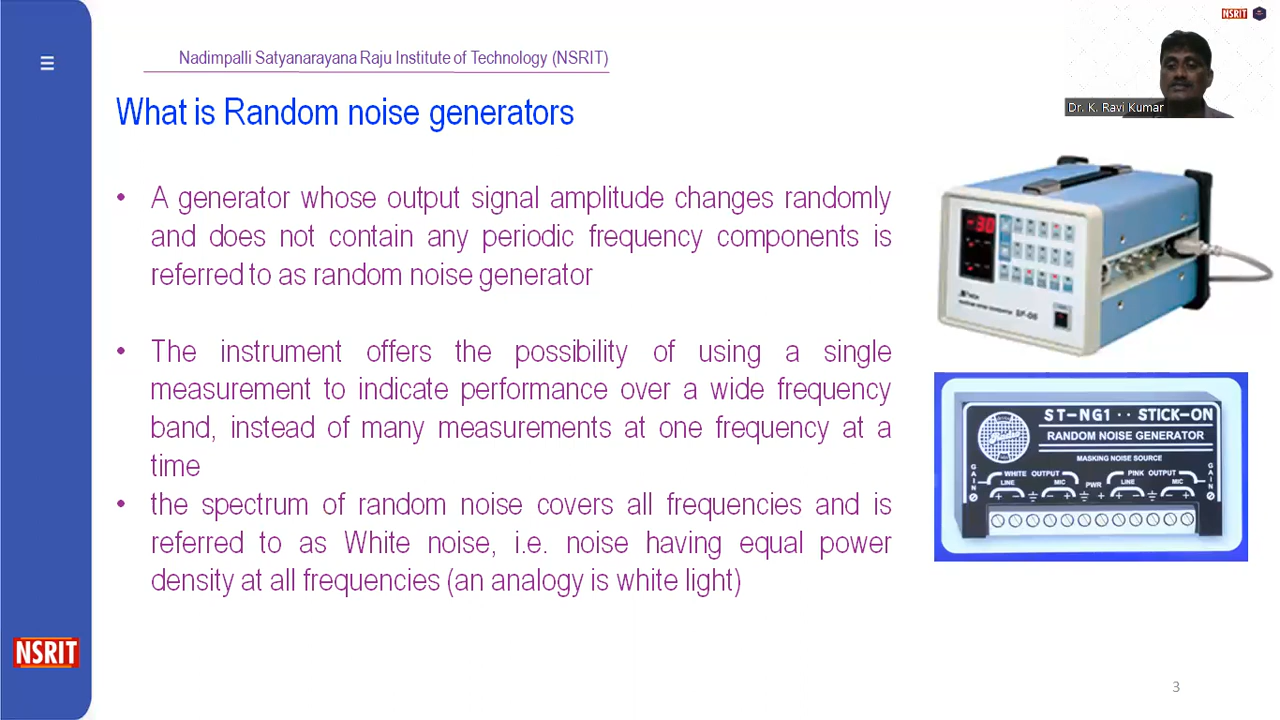 NSRIT
Nadimpalli Satyanarayana Raju Institute of Technology (NSRIT)
Dr. K. Ravi Kumar
What is Random noise generators
• A generator whose output signal amplitude changes randomly
and does not contain any periodic frequency components is
referred to as random noise generator
• The instrument offers the possibility of using a single
measurement to indicate performance over a wide frequency
band, instead of many measurements at one frequency at a
time
• the spectrum of random noise covers all frequencies and is
referred to as White noise, i.e. noise having equal power
density at all frequencies (an analogy is white light)
-30
SF-06
ST-NG1 ·· STICK-ON
RANDOM NOISE GENERATOR
MASKING NOISE SOURCE
GAIN
WHITE OUTPUT
PINK OUTPUT
GAIN
LINE
MIC
PWR
LINE
MIC
+ + - + + -
NSRIT
3